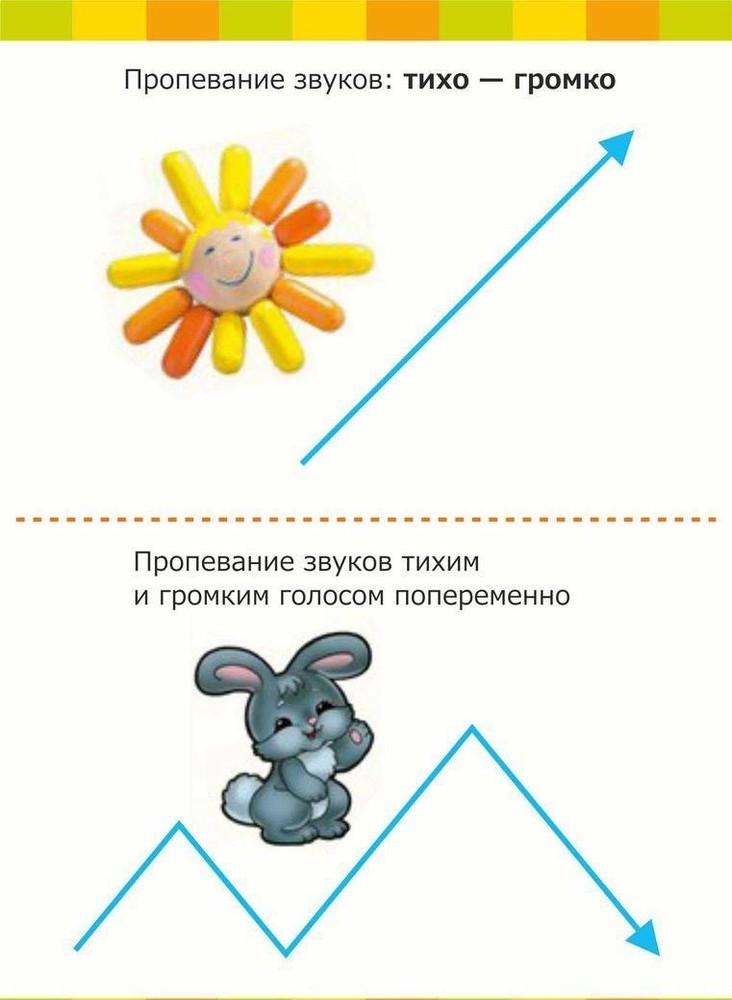 Пропевание звуков: тихо — громко
Пропевание звуков тихим
и громким голосом попеременно